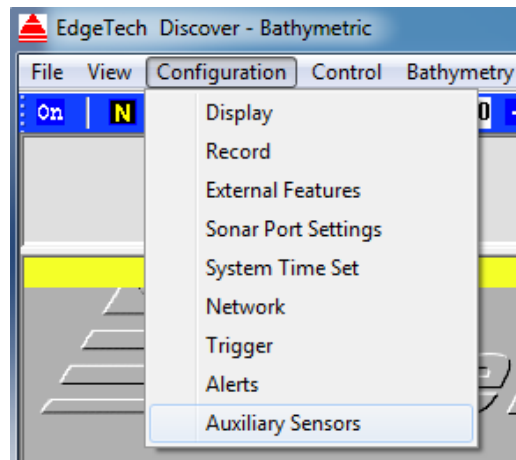 EdgeTech Discover - Bathymetric
File View Configuration Control Bathymetry
On N 0
Display
Record
External Features
Sonar Port Settings
System Time Set
Network
Trigger
Alerts
Auxiliary Sensors